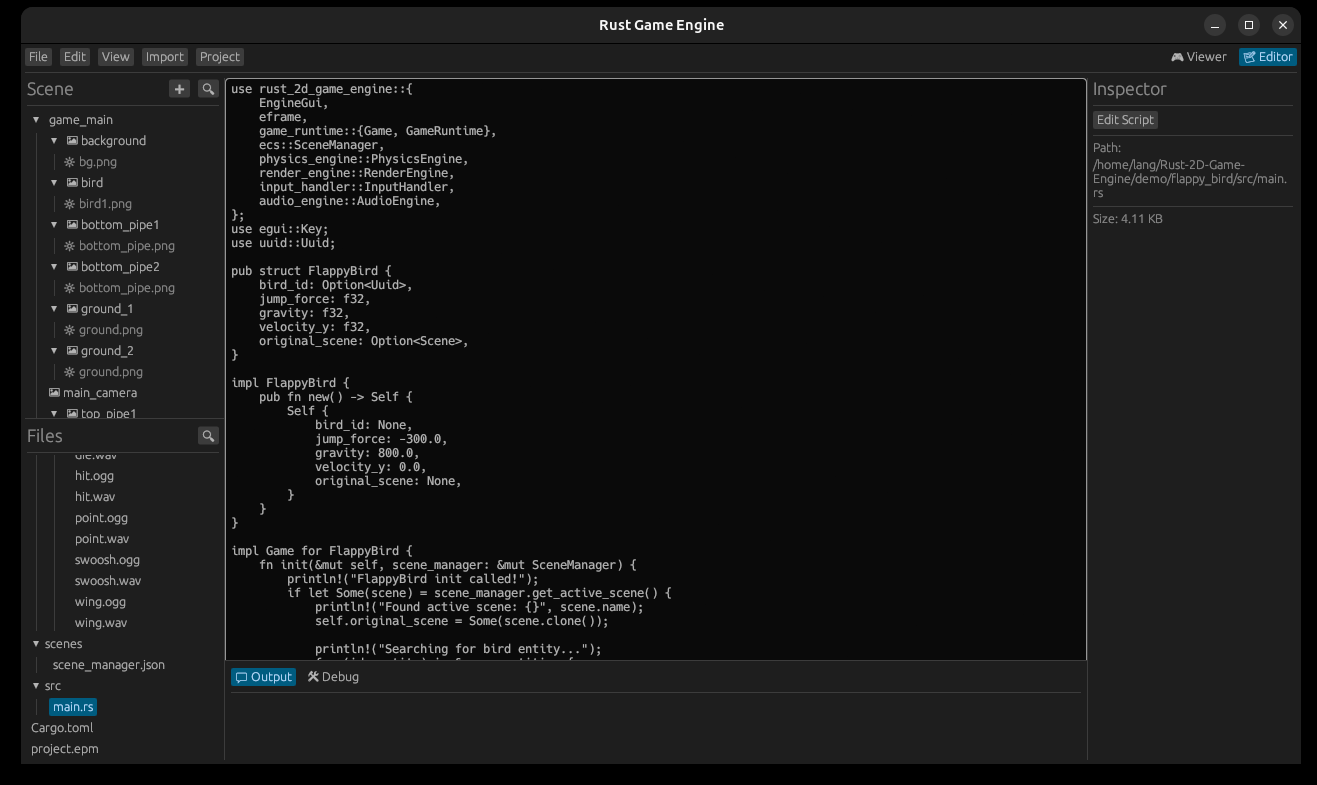 Rust Game Engine
File Edit View Import Project
Viewer Editor
Scene
game_main
background
bg.png
bird
bird1.png
bottom_pipe1
bottom_pipe.png
bottom_pipe2
bottom_pipe.png
ground_1
ground.png
ground_2
ground.png
main_camera
top_pipe1
Files
die.wav
hit.ogg
hit.wav
point.ogg
point.wav
swoosh.ogg
swoosh.wav
wing.ogg
wing.wav
scenes
scene_manager.json
src
main.rs
Cargo.toml
project.epm
use rust_2d_game_engine::{
    EngineGui,
    eframe,
    game_runtime::{Game, GameRuntime},
    ecs::SceneManager,
    physics_engine::PhysicsEngine,
    render_engine::RenderEngine,
    input_handler::InputHandler,
    audio_engine::AudioEngine,
};
use egui::Key;
use uuid::Uuid;
pub struct FlappyBird {
    bird_id: Option<Uuid>,
    jump_force: f32,
    gravity: f32,
    velocity_y: f32,
    original_scene: Option<Scene>,
}
impl FlappyBird {
    pub fn new() -> Self {
        Self {
            bird_id: None,
            jump_force: -300.0,
            gravity: 800.0,
            velocity_y: 0.0,
            original_scene: None,
        }
    }
}
impl Game for FlappyBird {
    fn init(&mut self, scene_manager: &mut SceneManager) {
        println!("FlappyBird init called!");
        if let Some(scene) = scene_manager.get_active_scene() {
            println!("Found active scene: {}", scene.name);
            self.original_scene = Some(scene.clone());
            println!("Searching for bird entity...");
Output Debug
Inspector
Edit Script
Path:
/home/lang/Rust-2D-Game-
Engine/demo/flappy_bird/src/main.
rs
Size: 4.11 KB